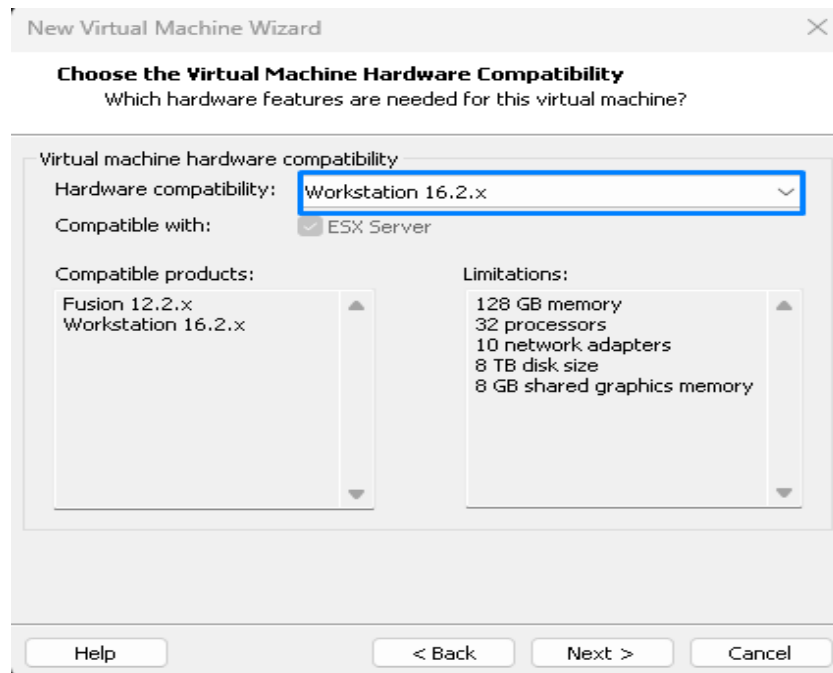 New Virtual Machine Wizard
Choose the Virtual Machine Hardware Compatibility
Which hardware features are needed for this virtual machine?
Virtual machine hardware compatibility
Hardware compatibility: Workstation 16.2.x
Compatible with: ESX Server
Compatible products:
Fusion 12.2.x
Workstation 16.2.x
Limitations:
128 GB memory
32 processors
10 network adapters
8 TB disk size
8 GB shared graphics memory
Help < Back Next > Cancel